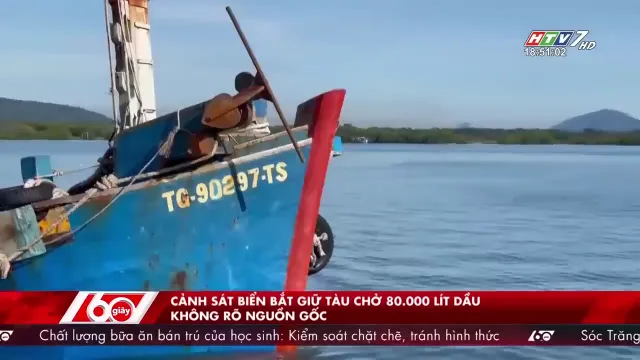 HTV7 HD
18:51:02
TG-90297-TS
60 giây
CẢNH SÁT BIỂN BẮT GIỮ TÀU CHỞ 80.000 LÍT DẦU
KHÔNG RÕ NGUỒN GỐC
Chất lượng bữa ăn bán trú của học sinh: Kiểm soát chặt chẽ, tránh hình thức 60 Sóc Trăng